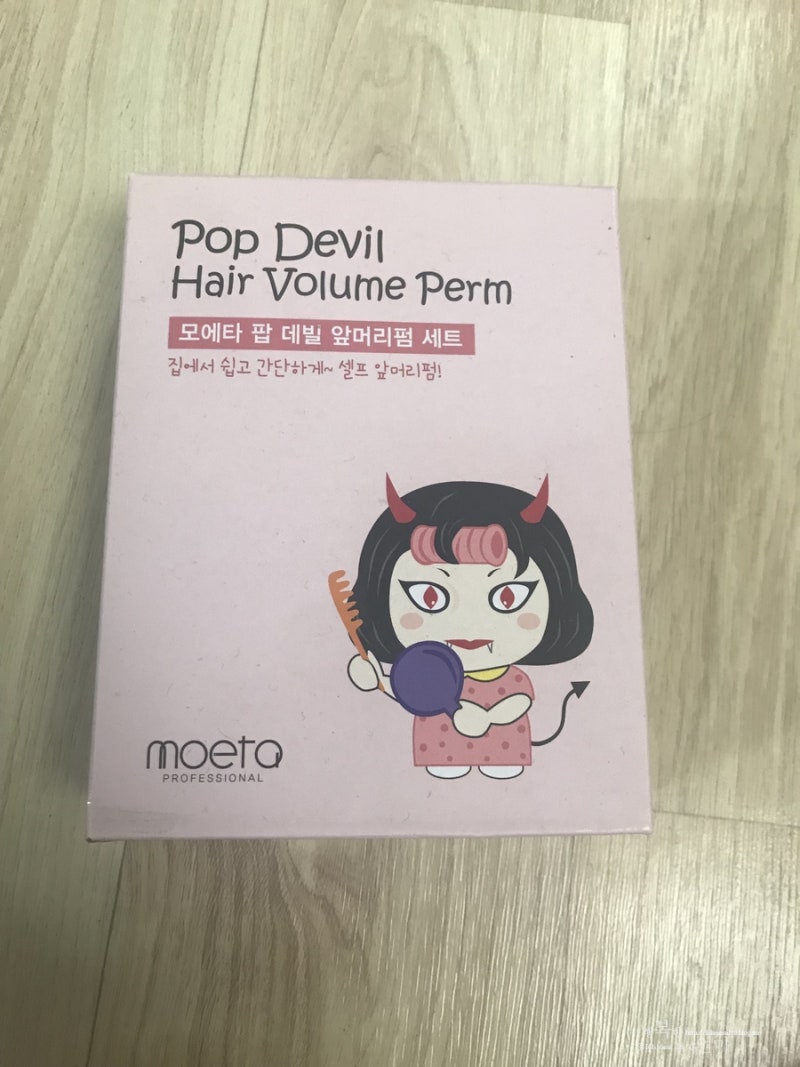 Pop Devil
Hair Volume Perm
모에타 팝 데빌 앞머리펌 세트
집에서 쉽고 간단하게~ 셀프 앞머리펌!
moeta
PROFESSIONAL